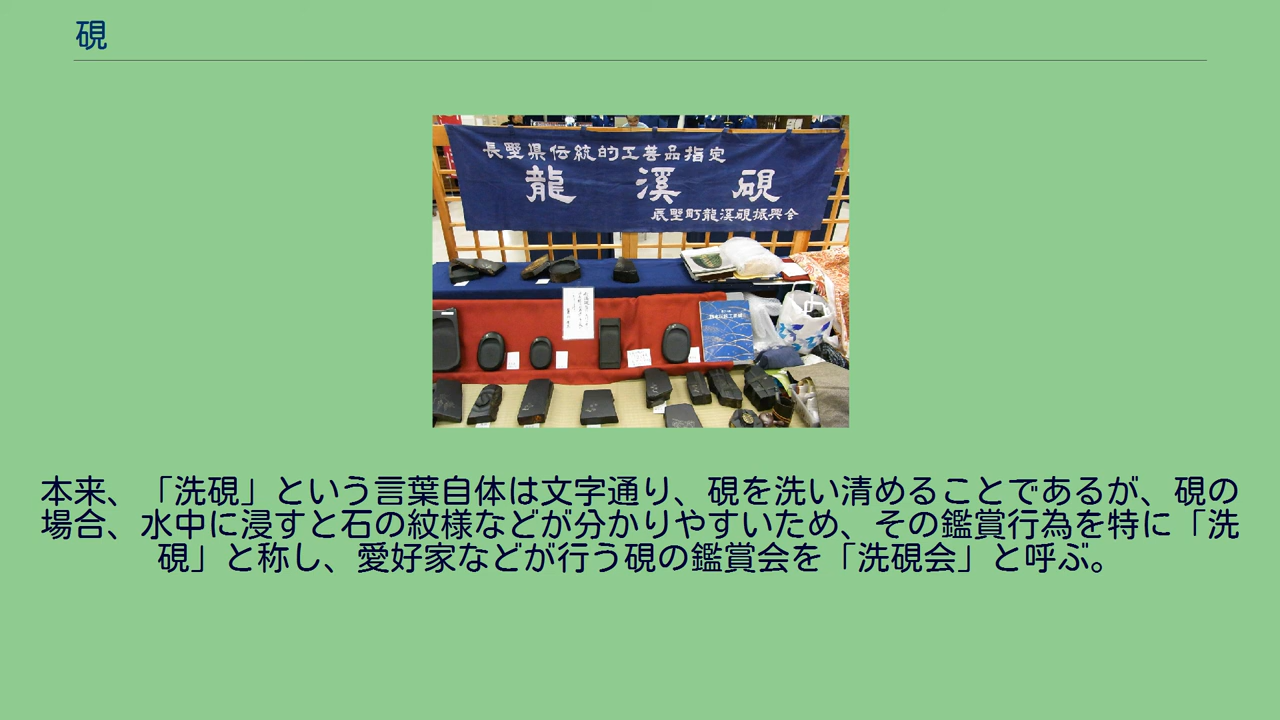 硯
長野県伝統的工芸品指定
龍溪硯
辰野町龍溪硯振興会
本来、「洗硯」という言葉自体は文字通り、硯を洗い清めることであるが、硯の
場合、水中に浸すと石の紋様などが分かりやすいため、その鑑賞行為を特に「洗
硯」と称し、愛好家などが行う硯の鑑賞会を「洗硯会」と呼ぶ。